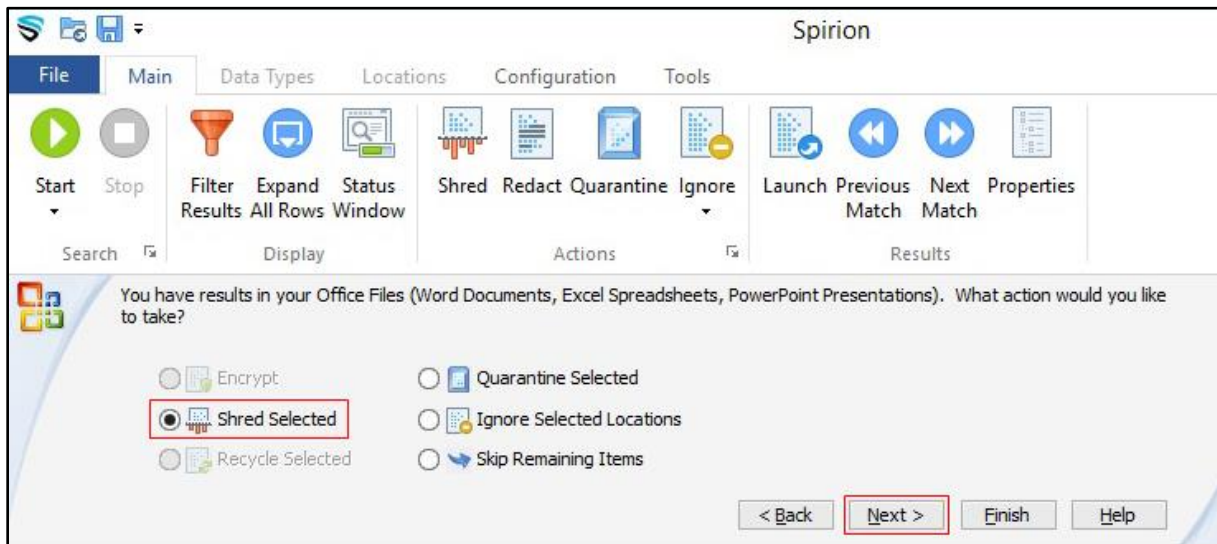 Spirion
File Main Data Types Locations Configuration Tools
Start Stop Filter Results Expand All Rows Status Window Shred Redact Quarantine Ignore Launch Previous Match Next Match Properties
Search Display Actions Results
You have results in your Office Files (Word Documents, Excel Spreadsheets, PowerPoint Presentations). What action would you like
to take?
Encrypt Quarantine Selected
Shred Selected Ignore Selected Locations
Recycle Selected Skip Remaining Items
< Back Next > Finish Help